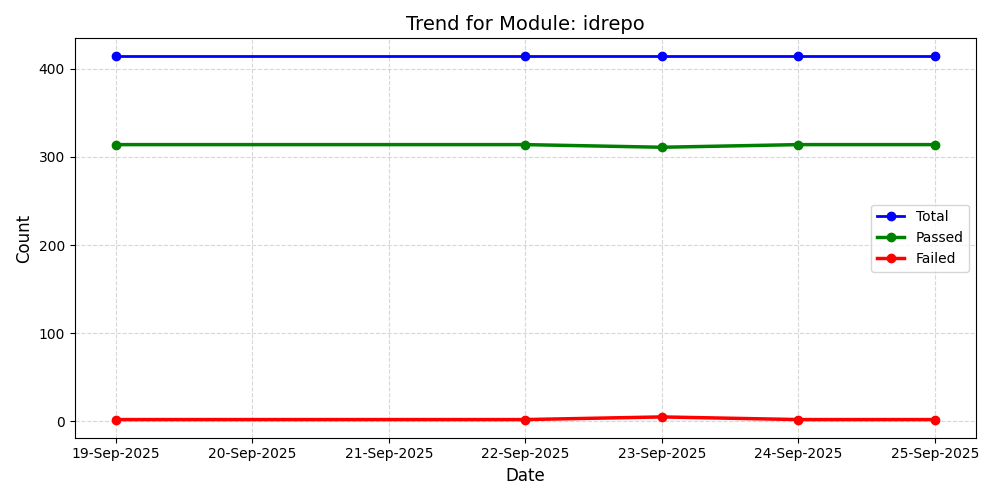 Trend for Module: idrepo
Count
400
300
200
100
0
Total
Passed
Failed
19-Sep-2025
20-Sep-2025
21-Sep-2025
22-Sep-2025
23-Sep-2025
24-Sep-2025
25-Sep-2025
Date